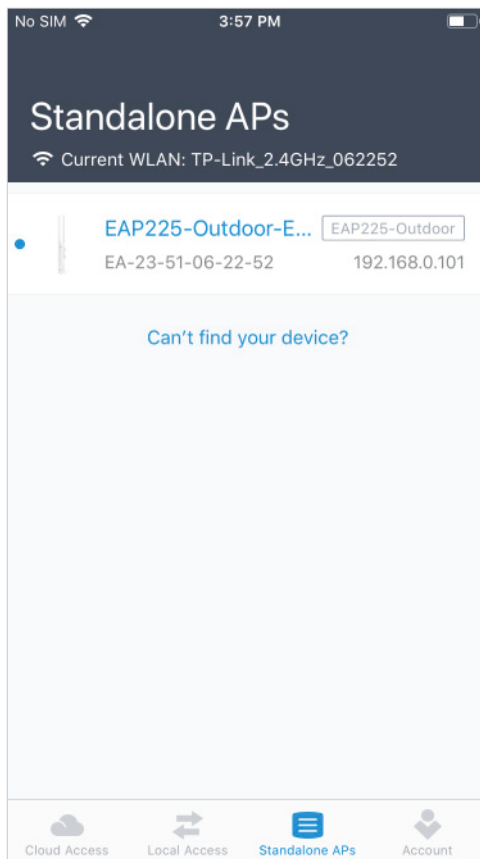 No SIM 3:57 PM
Standalone APs
Current WLAN: TP-Link_2.4GHz_062252
EAP225-Outdoor-E... EAP225-Outdoor
EA-23-51-06-22-52 192.168.0.101
Can’t find your device?
Cloud Access Local Access Standalone APs Account